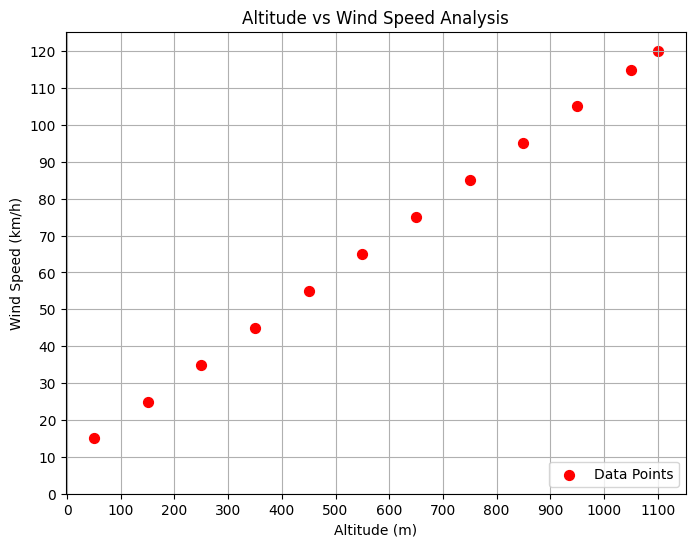 Altitude vs Wind Speed Analysis
120
110
100
90
80
70
60
50
40
30
20
10
0
Wind Speed (km/h)
Data Points
0 100 200 300 400 500 600 700 800 900 1000 1100
Altitude (m)